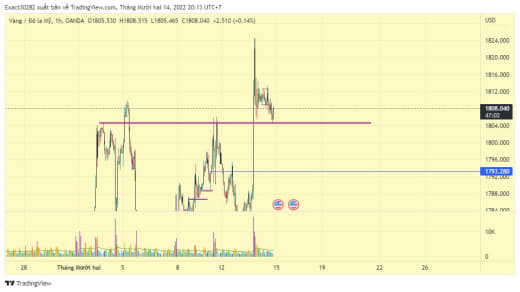 Exact30282 xuất bản về TradingView.com, Tháng Mười hai 14, 2022 20:13 UTC+7
Vàng / Đô la Mỹ, 1h, OANDA O1805.530 H1808.515 L1805.465 C1808.040 +2.510 (+0.14%)
USD
1824.000
1820.000
1816.000
1812.000
1808.040
47:02
1804.000
1800.000
1796.000
1793.280
1792.000
1788.000
1784.000
10K
0
28 Tháng Mười hai 5 8 12 15 19 22 26
TradingView